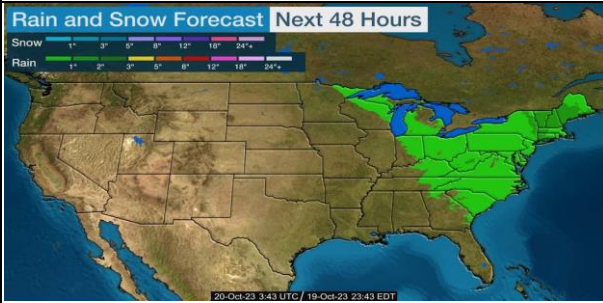 Rain and Snow Forecast Next 48 Hours
Snow 1" 3" 5" 8" 12" 18" 24"+
Rain 1" 2" 3" 5" 8" 12" 18" 24"+
20-Oct-23 3:43 UTC / 19-Oct-23 23:43 EDT